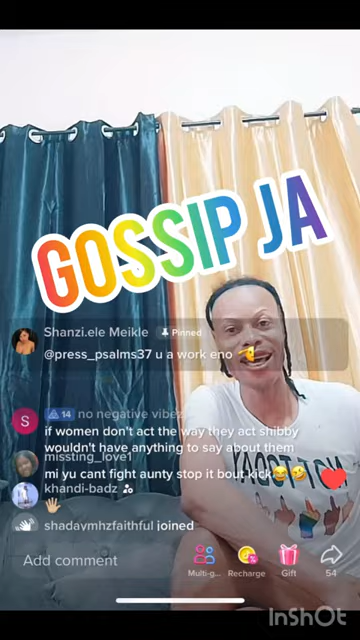 GOSSIP JA
Shanzi.ele Meikle Pinned
@press_psalms37 u a work eno
S 14 no negative vibez
if women don't act the way they act shibby
wouldn't have anything to say about them
missting_love1
mi yu cant fight aunty stop it bout kick
khandi-badz
shadaymhzfaithful joined
Add comment
Multi-g...
Recharge
Gift
54
InShOt